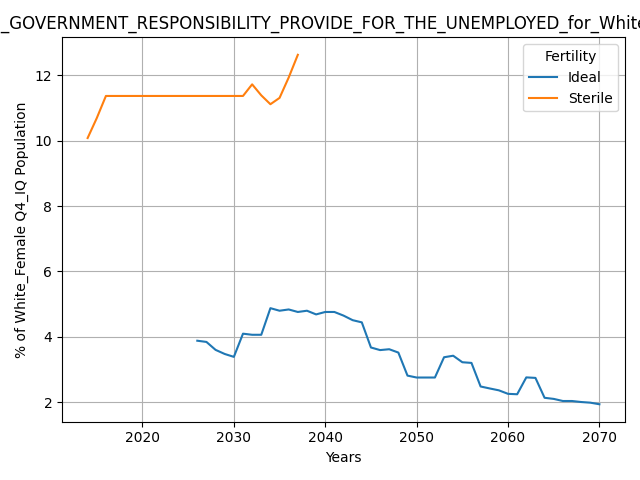 _GOVERNMENT_RESPONSIBILITY_PROVIDE_FOR_THE_UNEMPLOYED_for_White
Fertility
Ideal
Sterile
% of White_Female Q4_IQ Population
12
10
8
6
4
2
2020 2030 2040 2050 2060 2070
Years